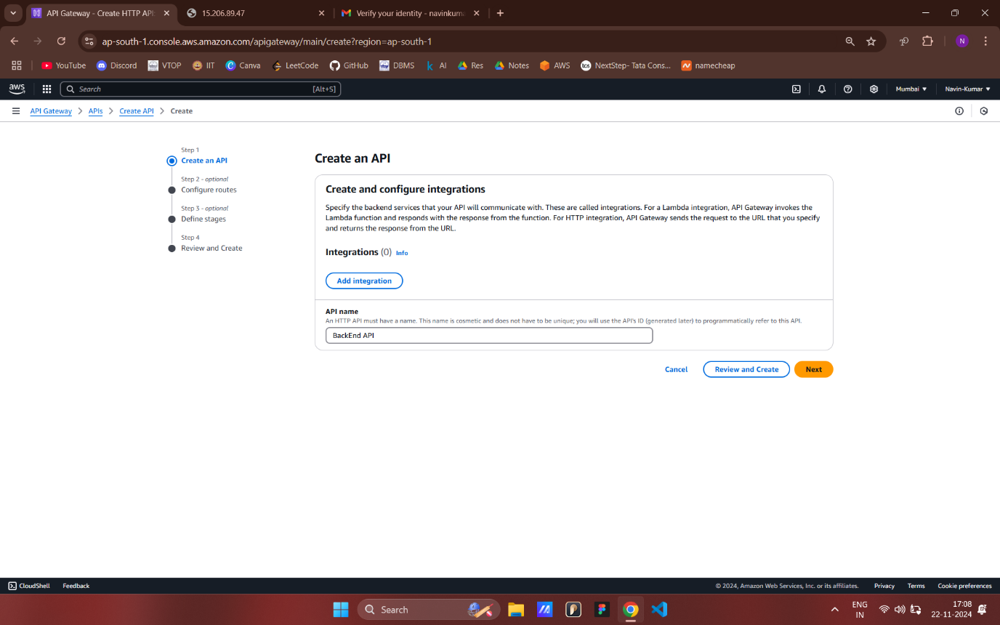 API Gateway - Create HTTP API
15.206.89.47
Verify your identity - navinkuma
ap-south-1.console.aws.amazon.com/apigateway/main/create?region=ap-south-1
N
YouTube
Discord
VTOP
IIT
Canva
LeetCode
GitHub
DBMS
AI
Res
Notes
AWS
NextStep- Tata Cons...
namecheap
aws
Search
[Alt+S]
Mumbai
Navin-Kumar
API Gateway
APIs
Create API
Create
Step 1
Create an API
Step 2 - optional
Configure routes
Step 3 - optional
Define stages
Step 4
Review and Create
Create an API
Create and configure integrations
Specify the backend services that your API will communicate with. These are called integrations. For a Lambda integration, API Gateway invokes the
Lambda function and responds with the response from the function. For HTTP integration, API Gateway sends the request to the URL that you specify
and returns the response from the URL.
Integrations (0) Info
Add integration
API name
An HTTP API must have a name. This name is cosmetic and does not have to be unique; you will use the API's ID (generated later) to programmatically refer to this API.
BackEnd API
Cancel
Review and Create
Next
CloudShell
Feedback
© 2024, Amazon Web Services, Inc. or its affiliates.
Privacy
Terms
Cookie preferences
Search
ENG
IN
17:08
22-11-2024